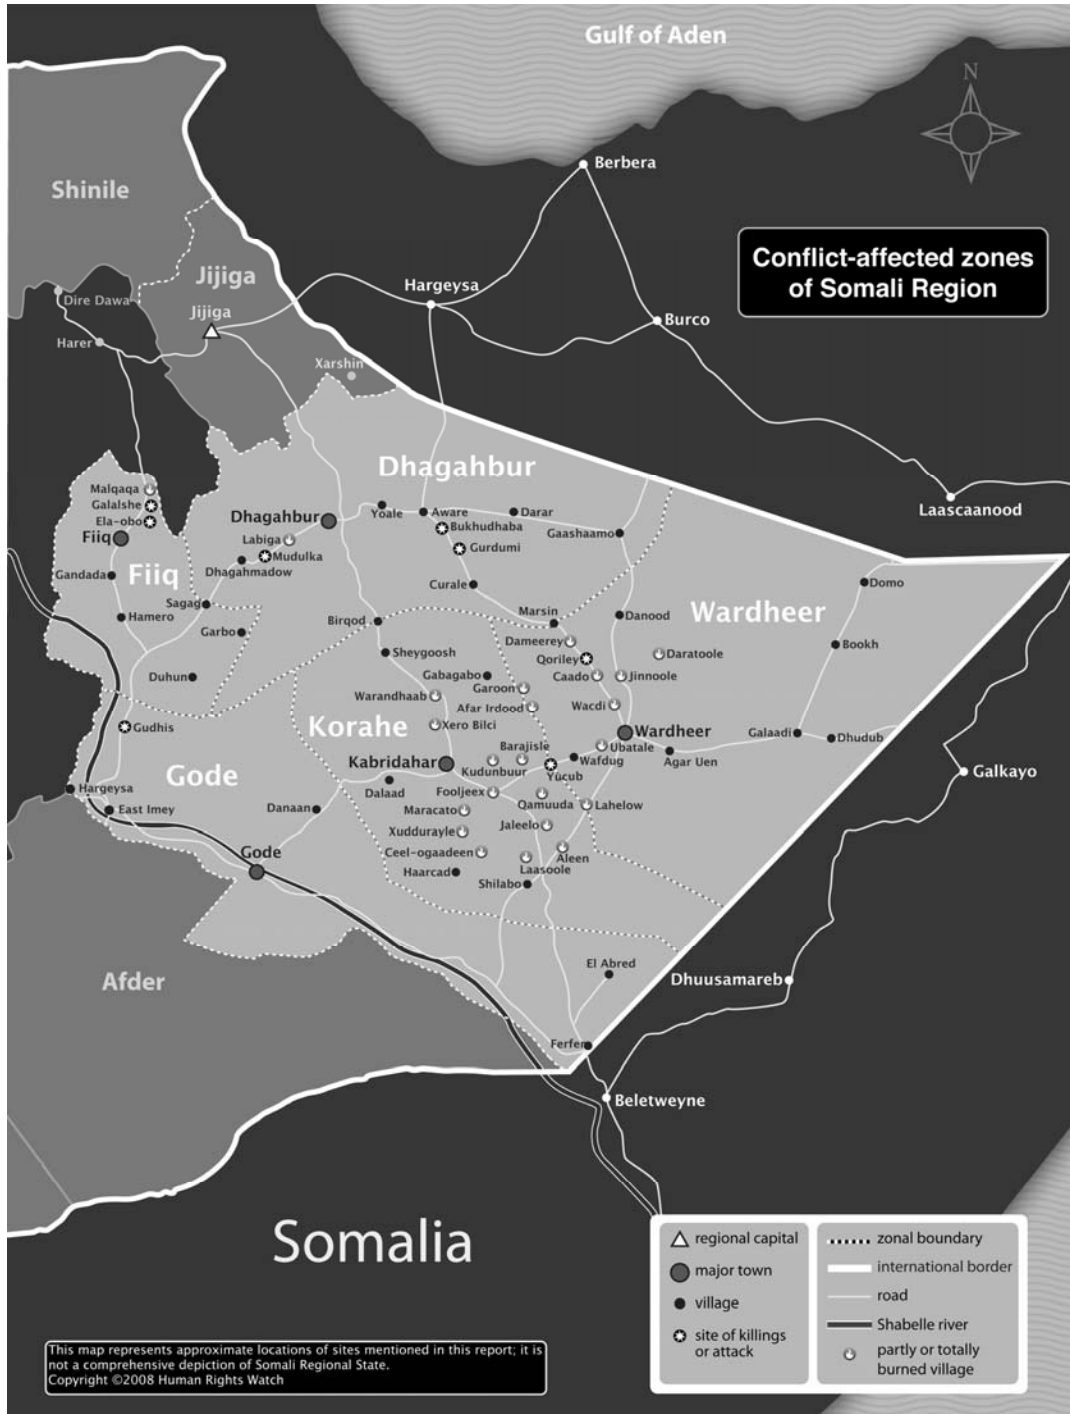 Gulf of Aden
N
Berbera
Shinile
Conflict-affected zones
of Somali Region
Jijiga
Hargeysa
Dire Dawa
Jijiga
Burco
Harer
Xarshin
Dhagahbur
Malqaqa
Galalshe
Laascaanood
Ela-obo
Dhagahbur
Yoale
Aware
Darar
Bukhudhaba
Fiiq
Labiga
Gaashaamo
Mudulka
Gurdumi
Gandada
Fiiq
Dhagahmadow
Curale
Domo
Sagag
Hamero
Birqod
Marsin
Danood
Wardheer
Garbo
Dameerey
Bookh
Sheygoosh
Qoriley
Daratoole
Duhun
Gabagabo
Garoon
Caado
Jinnoole
Warandhaab
Afar Irdood
Wacdi
Gudhis
Korahe
Xero Bilci
Wardheer
Galaadi
Dhudub
Barajisle
Ubatale
Kabridahar
Kudunbuur
Wafdug
Agar Uen
Gode
Yucub
Galkayo
Hargeysa
Dalaad
Fooljeex
East Imey
Danaan
Maracato
Qamuuda
Lahelow
Xuddurayle
Jaleelo
Gode
Ceel-ogaadeen
Aleen
Haarcad
Laasoole
Shilabo
El Abred
Afder
Dhuusamareb
Ferfer
Beletweyne
Somalia
regional capital
major town
village
site of killings
or attack
zonal boundary
international border
road
Shabelle river
partly or totally
burned village
This map represents approximate locations of sites mentioned in this report; it is
not a comprehensive depiction of Somali Regional State.
Copyright ©2008 Human Rights Watch